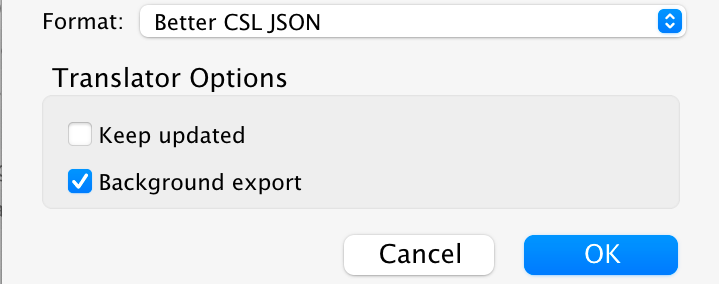 Format: Better CSL JSON
Translator Options
Keep updated
Background export
Cancel OK